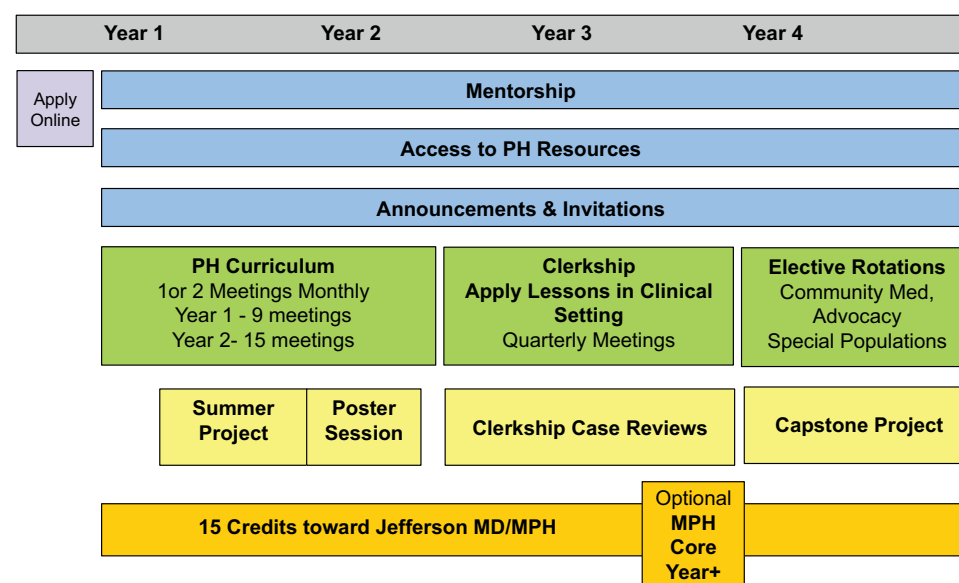 Year 1 Year 2 Year 3 Year 4
Apply
Online
Mentorship
Access to PH Resources
Announcements & Invitations
PH Curriculum
1or 2 Meetings Monthly
Year 1 - 9 meetings
Year 2- 15 meetings
Clerkship
Apply Lessons in Clinical
Setting
Quarterly Meetings
Elective Rotations
Community Med,
Advocacy
Special Populations
Summer
Project
Poster
Session
Clerkship Case Reviews
Capstone Project
15 Credits toward Jefferson MD/MPH
Optional
MPH
Core
Year+